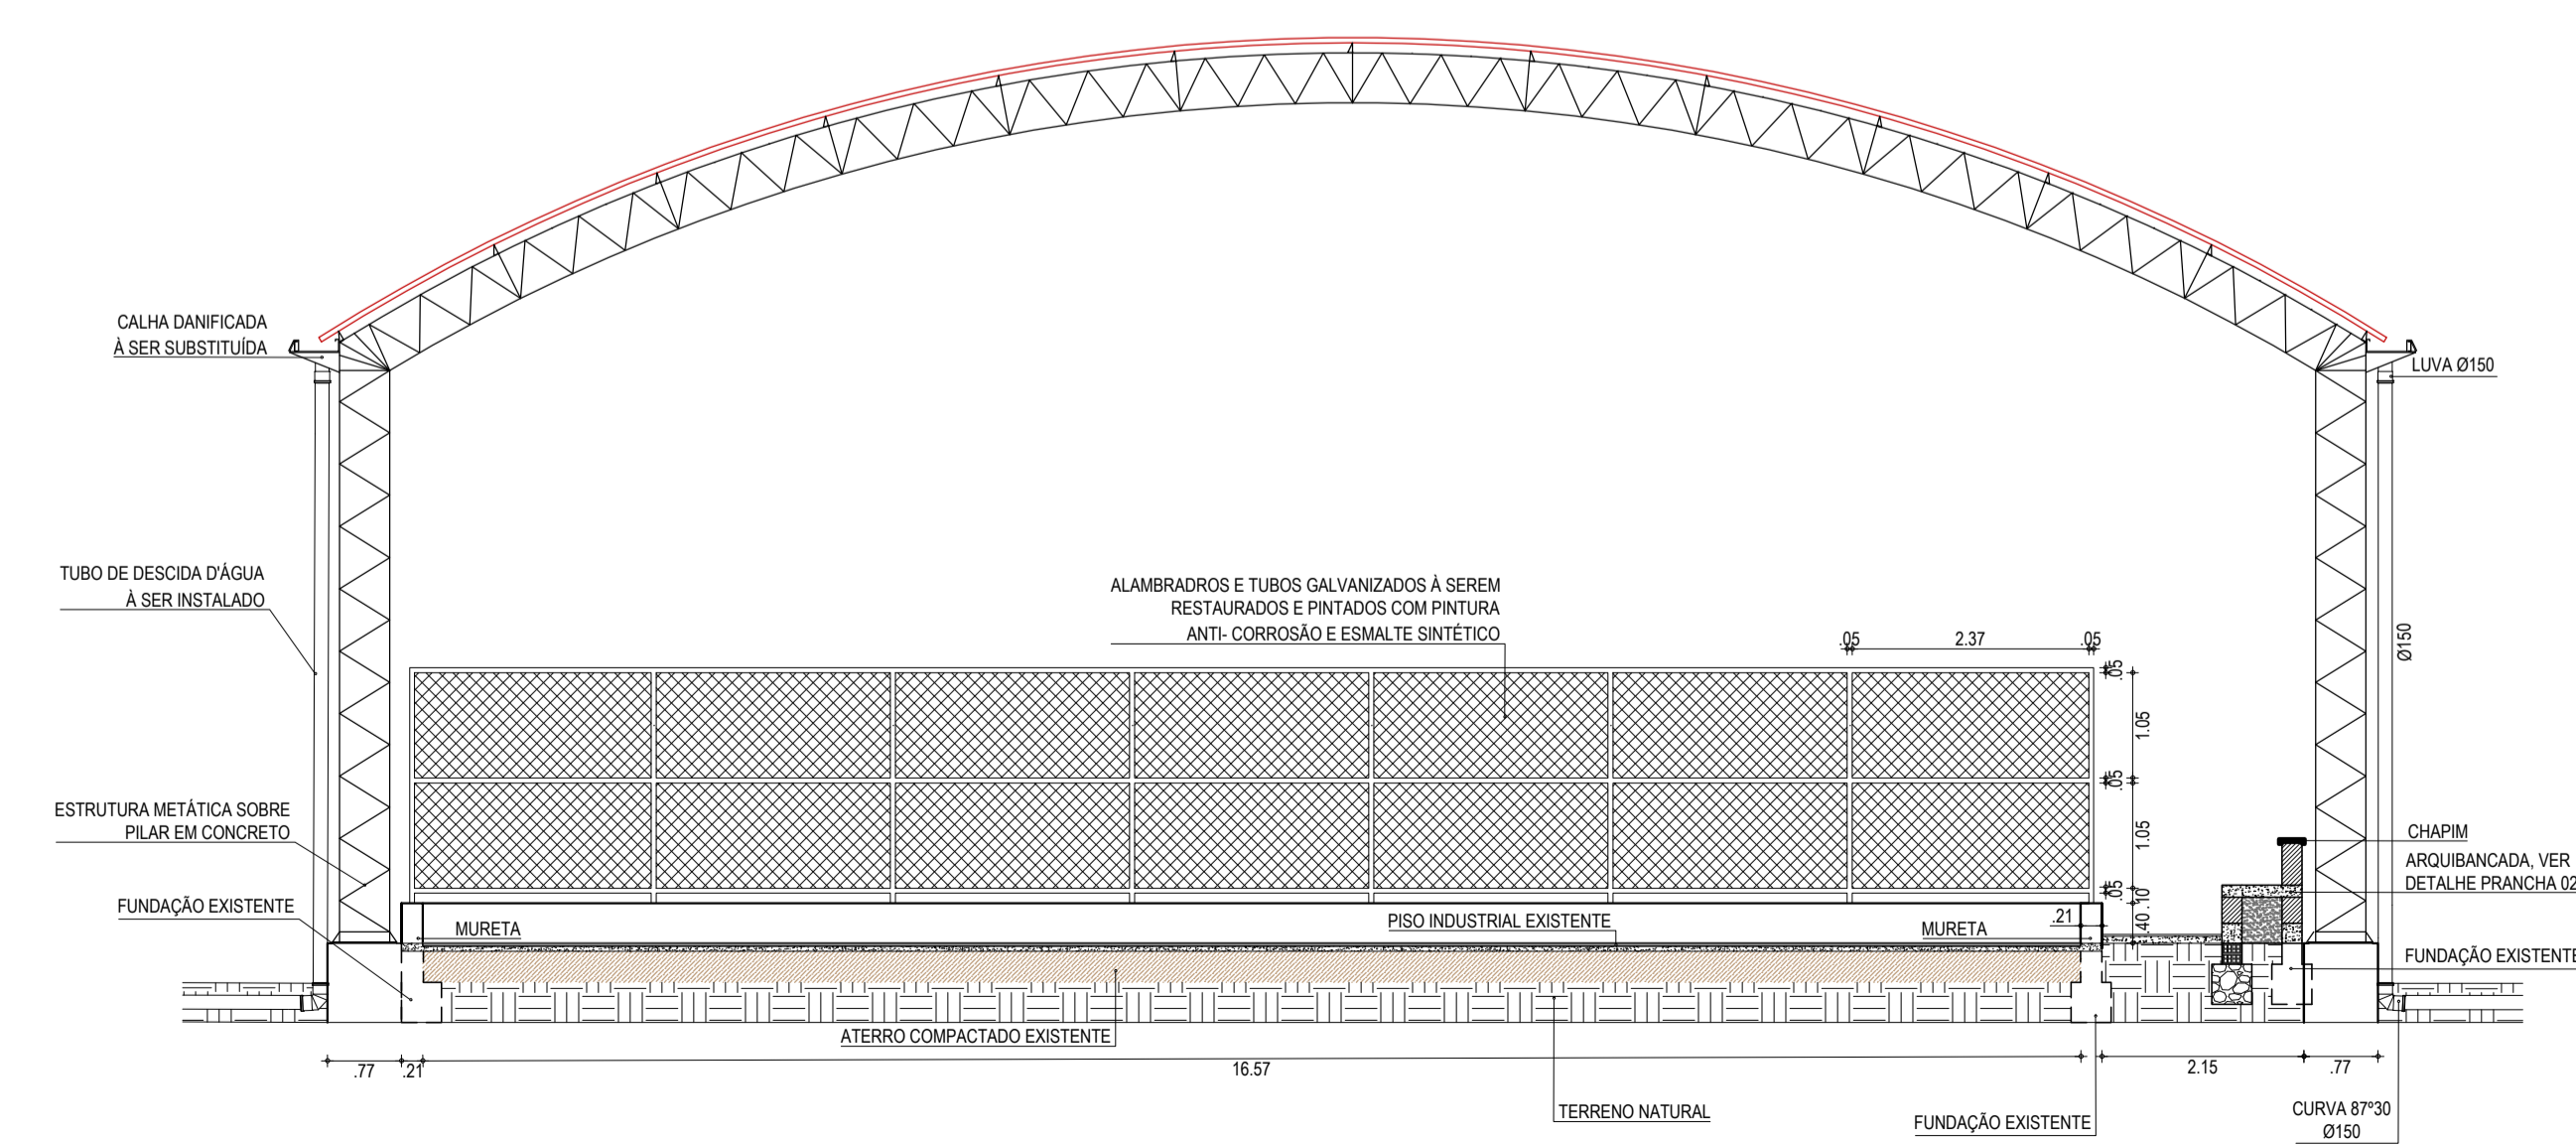 CALHA DANIFICADA
À SER SUBSTITUÍDA
LUVA Ø150
TUBO DE DESCIDA D'ÁGUA
À SER INSTALADO
ALAMBRADROS E TUBOS GALVANIZADOS À SEREM
RESTAURADOS E PINTADOS COM PINTURA
ANTI- CORROSÃO E ESMALTE SINTÉTICO
.05
2.37
.05
Ø150
.05
1.05
.05
1.05
.05
.10
.40
ESTRUTURA METÁTICA SOBRE
PILAR EM CONCRETO
CHAPIM
ARQUIBANCADA, VER
DETALHE PRANCHA 02
FUNDAÇÃO EXISTENTE
MURETA
PISO INDUSTRIAL EXISTENTE
.21
MURETA
FUNDAÇÃO EXISTENTE
ATERRO COMPACTADO EXISTENTE
.77
.21
16.57
2.15
.77
TERRENO NATURAL
FUNDAÇÃO EXISTENTE
CURVA 87º30
Ø150